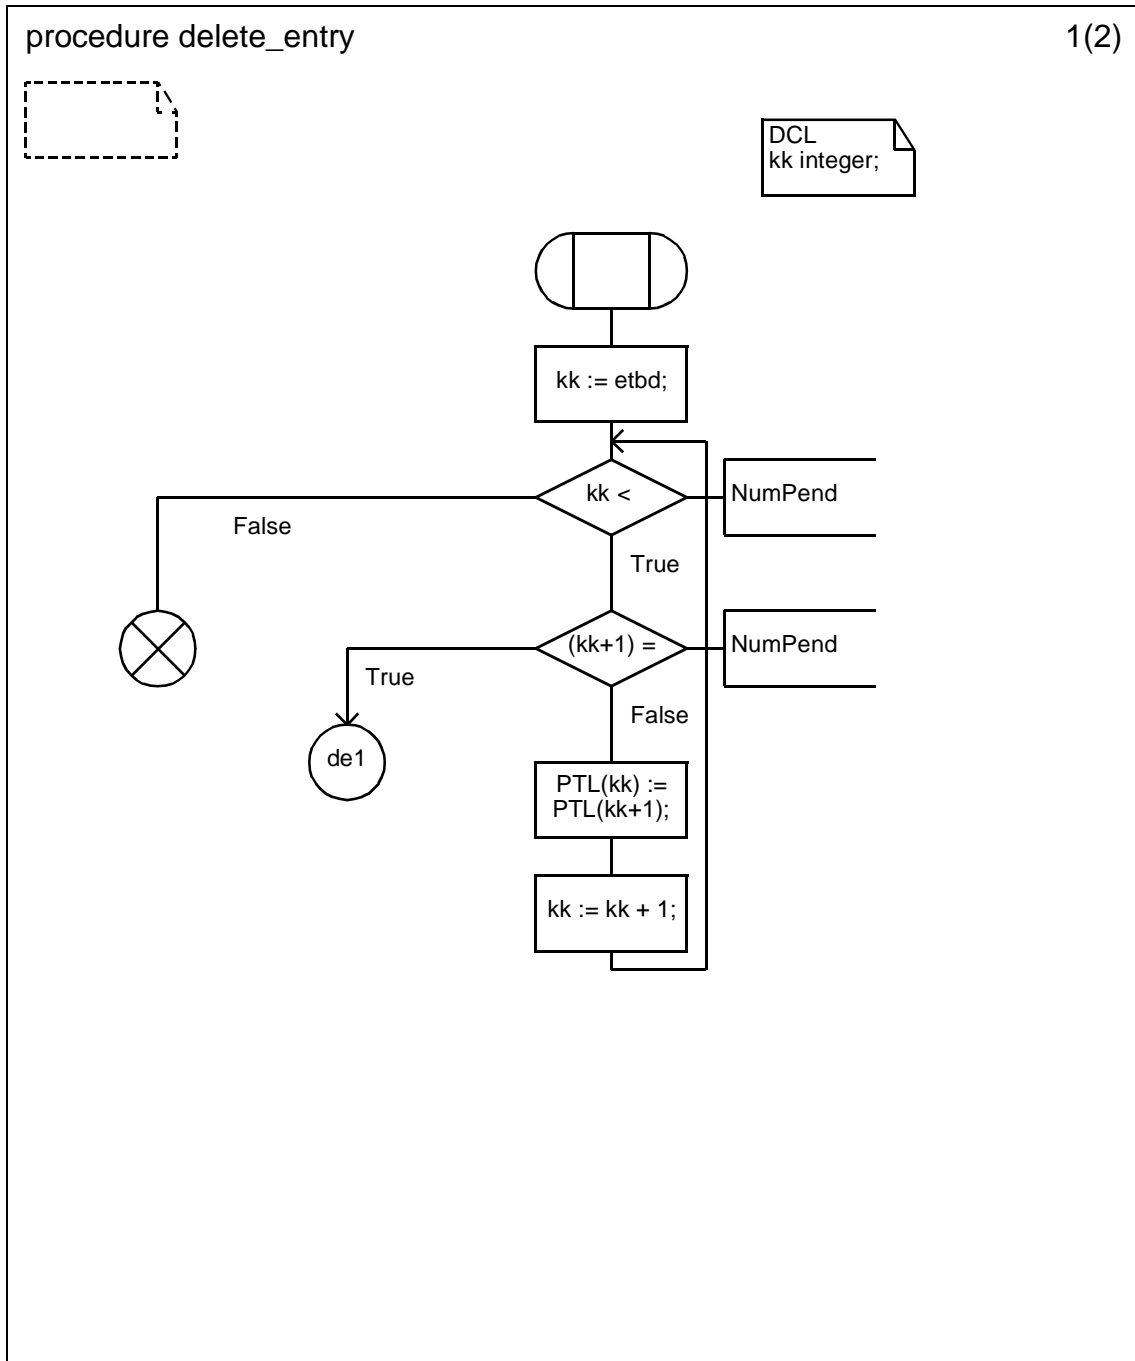 procedure delete_entry
1(2)
DCL
kk integer;
kk := etbd;
kk <
NumPend
False
True
(kk+1) =
NumPend
True
False
de1
PTL(kk) :=
PTL(kk+1);
kk := kk + 1;